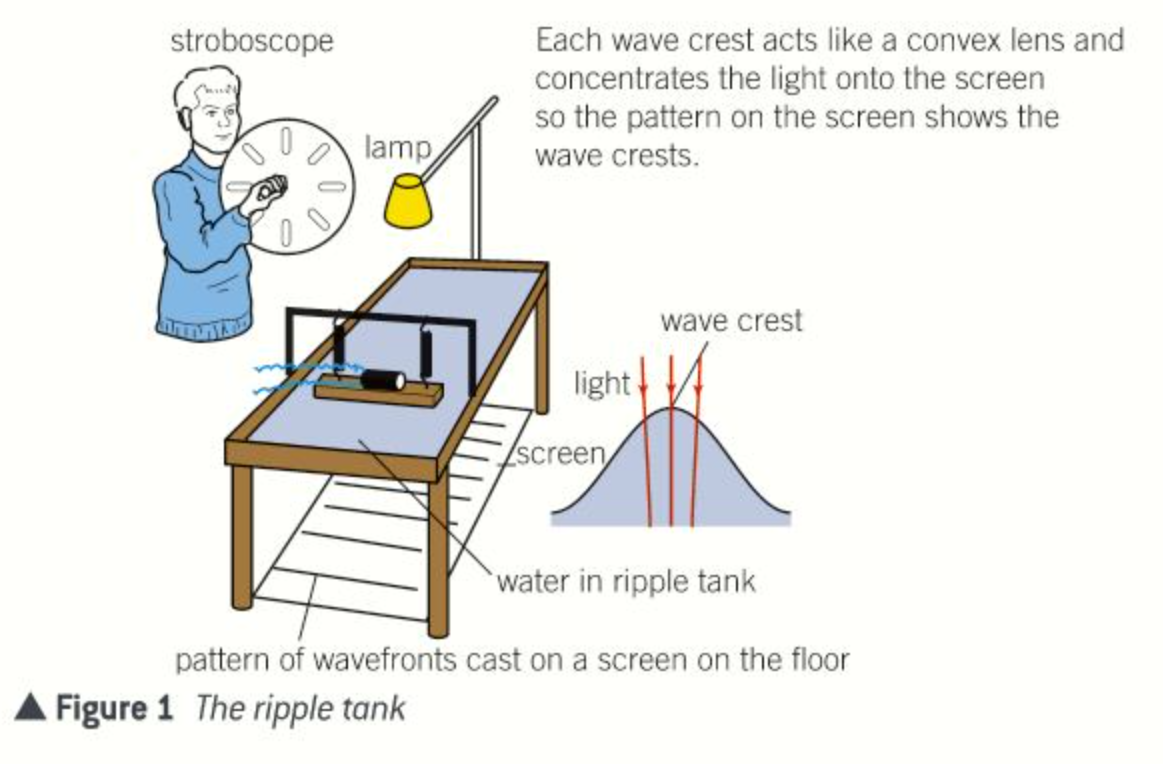 stroboscope
Each wave crest acts like a convex lens and
concentrates the light onto the screen
so the pattern on the screen shows the
wave crests.
lamp
wave crest
light
screen
water in ripple tank
pattern of wavefronts cast on a screen on the floor
▲ Figure 1 The ripple tank